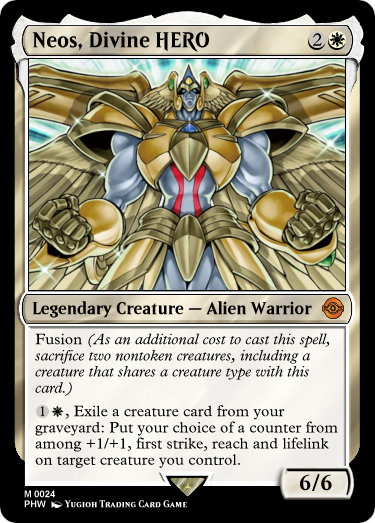 Neos, Divine HERO 2
Legendary Creature — Alien Warrior
Fusion (As an additional cost to cast this spell,
sacrifice two nontoken creatures, including a
creature that shares a creature type with this
card.)
1, Exile a creature card from your
graveyard: Put your choice of a counter from
among +1/+1, first strike, reach and lifelink
on target creature you control.
6/6
M 0024
PHW Yugioh Trading Card Game